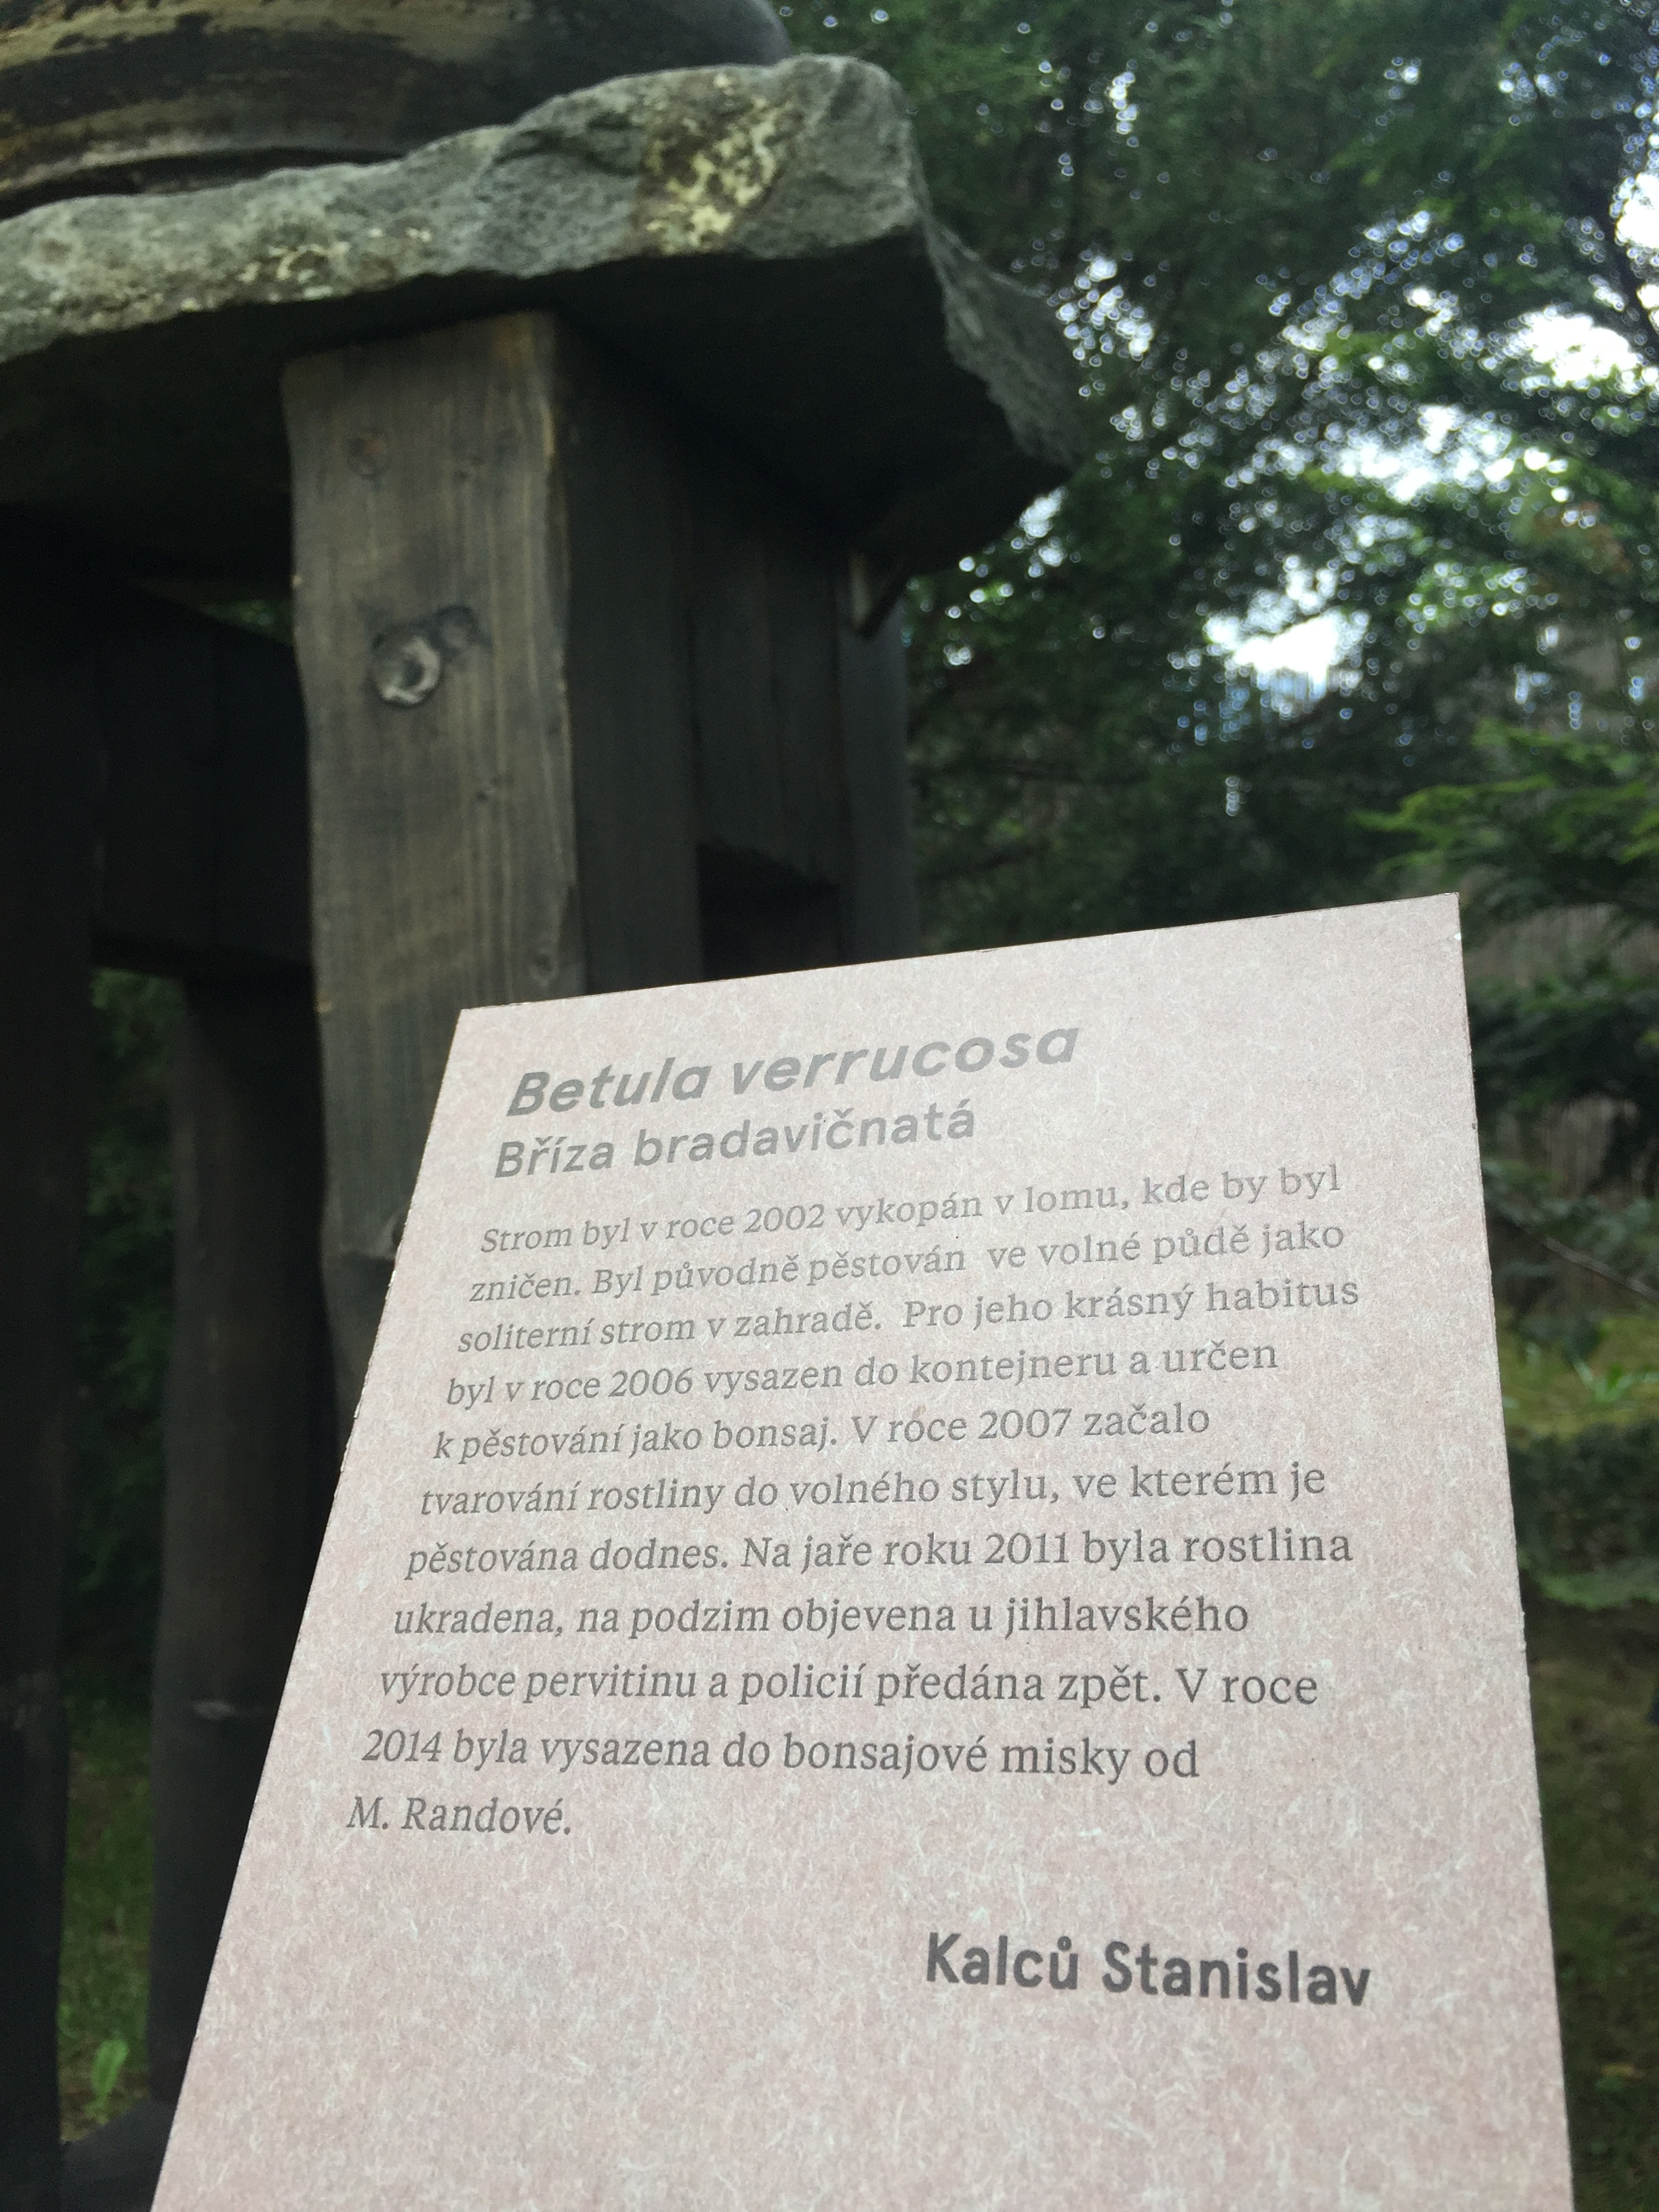 Betula verrucosa
Bříza bradavičnatá
Strom byl v roce 2002 vykopán v lomu, kde by byl
zničen. Byl původně pěstován ve volné půdě jako
soliterní strom v zahradě. Pro jeho krásný habitus
byl v roce 2006 vysazen do kontejneru a určen
k pěstování jako bonsaj. V roce 2007 začalo
tvarování rostliny do volného stylu, ve kterém je
pěstována dodnes. Na jaře roku 2011 byla rostlina
ukradena, na podzim objevena u jihlavského
výrobce pervitinu a policií předána zpět. V roce
2014 byla vysazena do bonsajové misky od
M. Randové.
Kalců Stanislav